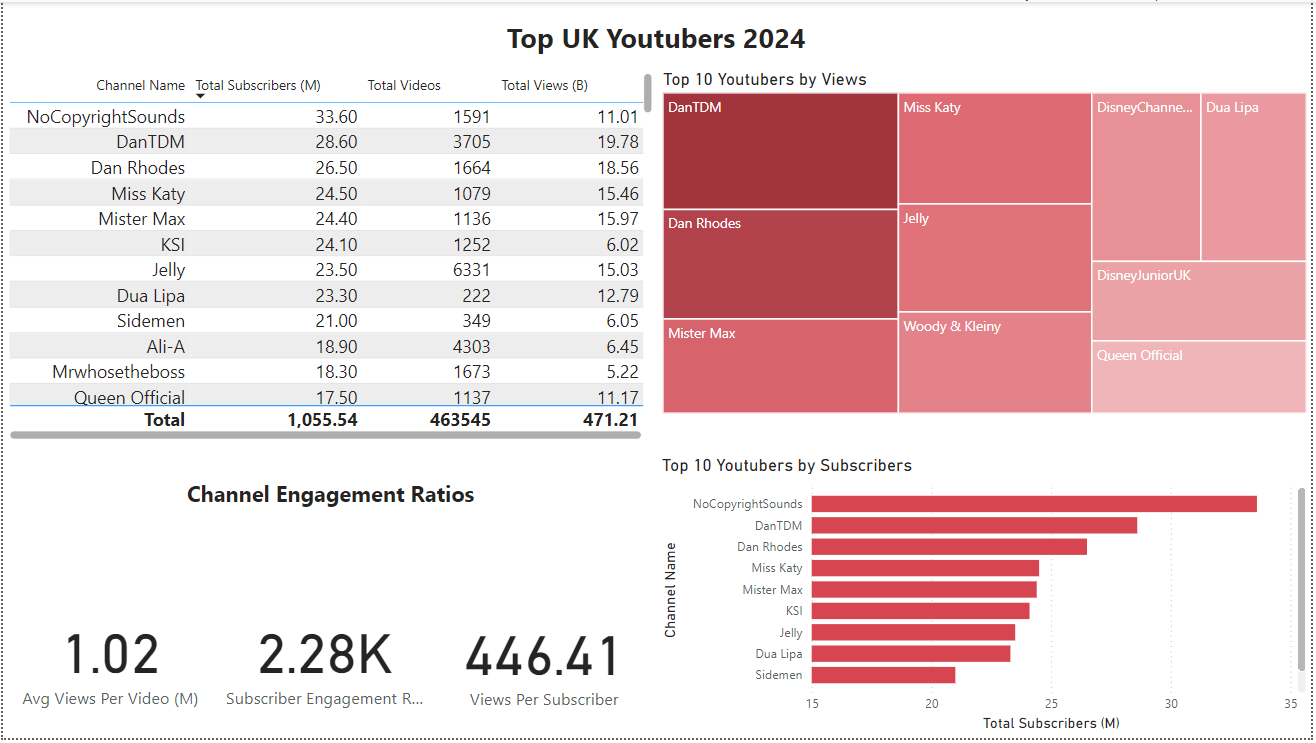 Top UK Youtubers 2024
Channel Name Total Subscribers (M) Total Videos Total Views (B)
NoCopyrightSounds 33.60 1591 11.01
DanTDM 28.60 3705 19.78
Dan Rhodes 26.50 1664 18.56
Miss Katy 24.50 1079 15.46
Mister Max 24.40 1136 15.97
KSI 24.10 1252 6.02
Jelly 23.50 6331 15.03
Dua Lipa 23.30 222 12.79
Sidemen 21.00 349 6.05
Ali-A 18.90 4303 6.45
Mrwhosetheboss 18.30 1673 5.22
Queen Official 17.50 1137 11.17
Total 1,055.54 463545 471.21
Top 10 Youtubers by Views
DanTDM
Dan Rhodes
Mister Max
Miss Katy
Jelly
Woody & Kleiny
DisneyChanne...
Dua Lipa
DisneyJuniorUK
Queen Official
Channel Engagement Ratios
1.02
Avg Views Per Video (M)
2.28K
Subscriber Engagement R...
446.41
Views Per Subscriber
Top 10 Youtubers by Subscribers
Channel Name
NoCopyrightSounds
DanTDM
Dan Rhodes
Miss Katy
Mister Max
KSI
Jelly
Dua Lipa
Sidemen
15 20 25 30 35
Total Subscribers (M)